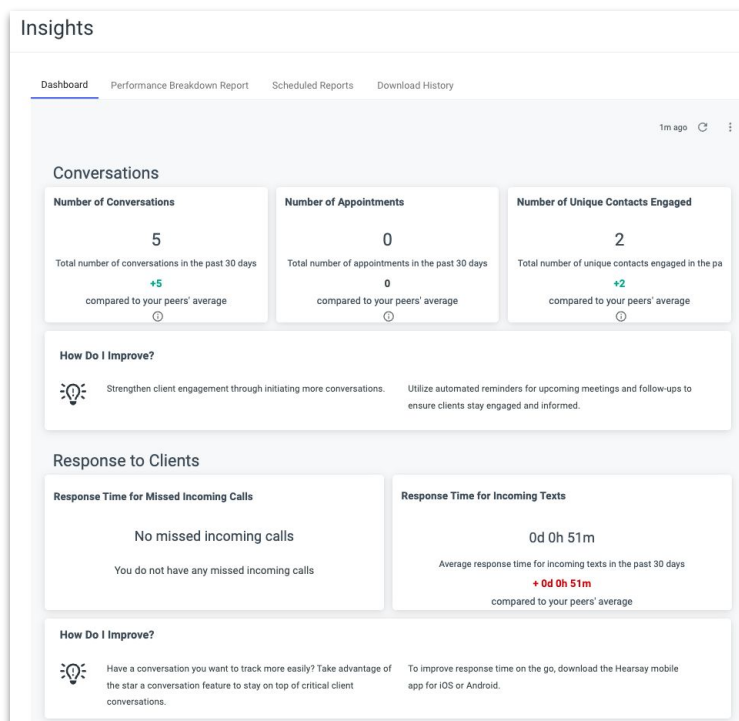 Insights
Dashboard Performance Breakdown Report Scheduled Reports Download History
1m ago
Conversations
Number of Conversations
5
Total number of conversations in the past 30 days
+5
compared to your peers' average
Number of Appointments
0
Total number of appointments in the past 30 days
0
compared to your peers' average
Number of Unique Contacts Engaged
2
Total number of unique contacts engaged in the pa
+2
compared to your peers' average
How Do I Improve?
Strengthen client engagement through initiating more conversations.
Utilize automated reminders for upcoming meetings and follow-ups to
ensure clients stay engaged and informed.
Response to Clients
Response Time for Missed Incoming Calls
No missed incoming calls
You do not have any missed incoming calls
Response Time for Incoming Texts
0d 0h 51m
Average response time for incoming texts in the past 30 days
+ 0d 0h 51m
compared to your peers' average
How Do I Improve?
Have a conversation you want to track more easily? Take advantage of
the star a conversation feature to stay on top of critical client
conversations.
To improve response time on the go, download the Hearsay mobile
app for iOS or Android.